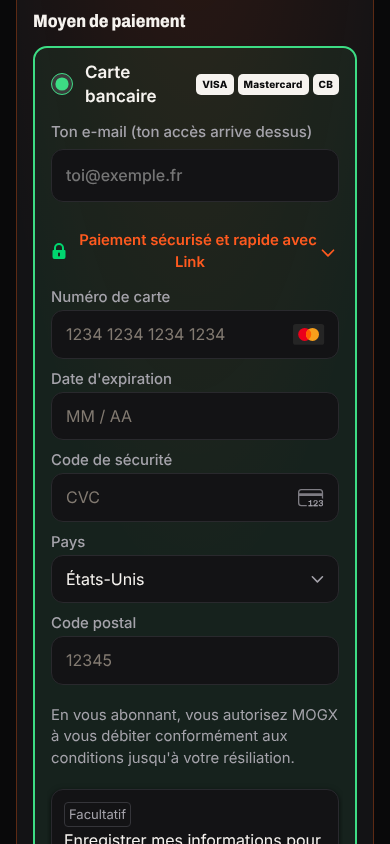 Moyen de paiement
Carte
bancaire
VISA Mastercard CB
Ton e-mail (ton accès arrive dessus)
toi@exemple.fr
Paiement sécurisé et rapide avec
Link
Numéro de carte
1234 1234 1234 1234
Date d'expiration
MM / AA
Code de sécurité
CVC
123
Pays
États-Unis
Code postal
12345
En vous abonnant, vous autorisez MOGX
à vous débiter conformément aux
conditions jusqu'à votre résiliation.
Facultatif
Enregistrer mes informations pour